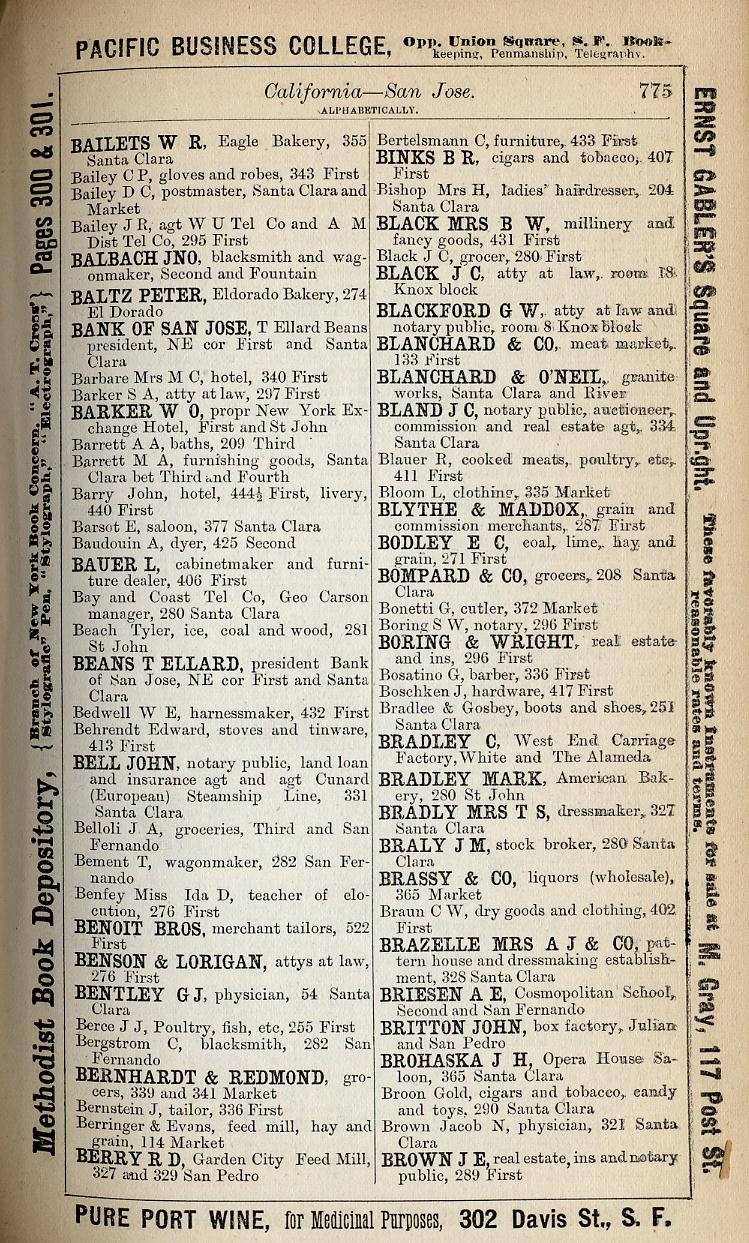 PACIFIC BUSINESS COLLEGE, Opp. Union Square, S. F. Book-
keeping, Penmanship, Telegraphy.
California—San Jose. 775
ALPHABETICALLY.
BAILETS W R, Eagle Bakery, 355
Santa Clara
Bailey C P, gloves and robes, 343 First
Bailey D C, postmaster, Santa Clara and
Market
Bailey J R, agt W U Tel Co and A M
Dist Tel Co, 295 First
BALBACH JNO, blacksmith and wag-
onmaker, Second and Fountain
BALTZ PETER, Eldorado Bakery, 274
El Dorado
BANK OF SAN JOSE, T Ellard Beans
president, NE cor First and Santa
Clara
Barbare Mrs M C, hotel, 340 First
Barker S A, atty at law, 297 First
BARKER W O, propr New York Ex-
change Hotel, First and St John
Barrett A A, baths, 209 Third
Barrett M A, furnishing goods, Santa
Clara bet Third and Fourth
Barry John, hotel, 444½ First, livery,
440 First
Barsot E, saloon, 377 Santa Clara
Baudouin A, dyer, 425 Second
BAUER L, cabinetmaker and furni-
ture dealer, 406 First
Bay and Coast Tel Co, Geo Carson
manager, 280 Santa Clara
Beach Tyler, ice, coal and wood, 281
St John
BEANS T ELLARD, president Bank
of San Jose, NE cor First and Santa
Clara
Bedwell W E, harnessmaker, 432 First
Behrendt Edward, stoves and tinware,
413 First
BELL JOHN, notary public, land loan
and insurance agt and agt Cunard
(European) Steamship Line, 331
Santa Clara
Belloli J A, groceries, Third and San
Fernando
Bement T, wagonmaker, 282 San Fer-
nando
Benfey Miss Ida D, teacher of elo-
cution, 276 First
BENOIT BROS, merchant tailors, 522
First
BENSON & LORIGAN, attys at law,
276 First
BENTLEY G J, physician, 54 Santa
Clara
Berce J J, Poultry, fish, etc, 255 First
Bergstrom C, blacksmith, 282 San
Fernando
BERNHARDT & REDMOND, gro-
cers, 339 and 341 Market
Bernstein J, tailor, 336 First
Berringer & Evans, feed mill, hay and
grain, 114 Market
BERRY R D, Garden City Feed Mill,
327 and 329 San Pedro
Bertelsmann C, furniture, 433 First
BINKS B R, cigars and tobacco, 407
First
Bishop Mrs H, ladies' hairdresser, 204
Santa Clara
BLACK MRS B W, millinery and
fancy goods, 431 First
Black J C, grocer, 280 First
BLACK J C, atty at law, room 18
Knox block
BLACKFORD G W, atty at law and
notary public, room 8 Knox block
BLANCHARD & CO, meat market,
133 First
BLANCHARD & O'NEIL, granite
works, Santa Clara and River
BLAND J C, notary public, auctioneer,
commission and real estate agt, 334
Santa Clara
Blauer R, cooked meats, poultry, etc,
411 First
Bloom L, clothing, 335 Market
BLYTHE & MADDOX, grain and
commission merchants, 287 First
BODLEY E C, coal, lime, hay and
grain, 271 First
BOMPARD & CO, grocers, 208 Santa
Clara
Bonetti G, cutler, 372 Market
Boring S W, notary, 296 First
BORING & WRIGHT, real estate
and ins, 296 First
Bosatino G, barber, 336 First
Boschken J, hardware, 417 First
Bradlee & Gosbey, boots and shoes, 251
Santa Clara
BRADLEY C, West End Carriage
Factory, White and The Alameda
BRADLEY MARK, American Bak-
ery, 280 St John
BRADLY MRS T S, dressmaker, 327
Santa Clara
BRALY J M, stock broker, 280 Santa
Clara
BRASSY & CO, liquors (wholesale),
365 Market
Braun C W, dry goods and clothing, 402
First
BRAZELLE MRS A J & CO, pat-
tern house and dressmaking establish-
ment, 328 Santa Clara
BRIESEN A E, Cosmopolitan School,
Second and San Fernando
BRITTON JOHN, box factory, Julian
and San Pedro
BROHASKA J H, Opera House Sa-
loon, 365 Santa Clara
Broon Gold, cigars and tobacco, candy
and toys, 290 Santa Clara
Brown Jacob N, physician, 321 Santa
Clara
BROWN J E, real estate, ins and notary
public, 289 First
Methodist Book Depository, { Branch of New York Book Concern. "A. T. Cross' } Pages 300 & 301.
{ Stylografic" Pen, "Stylograph," "Electrograph," }
ERNST GABLER'S Square and Upright. These favorably known Instruments for sale at M. Gray, 117 Post St.
reasonable rates and terms.
PURE PORT WINE, for Medicinal Purposes, 302 Davis St., S. F.